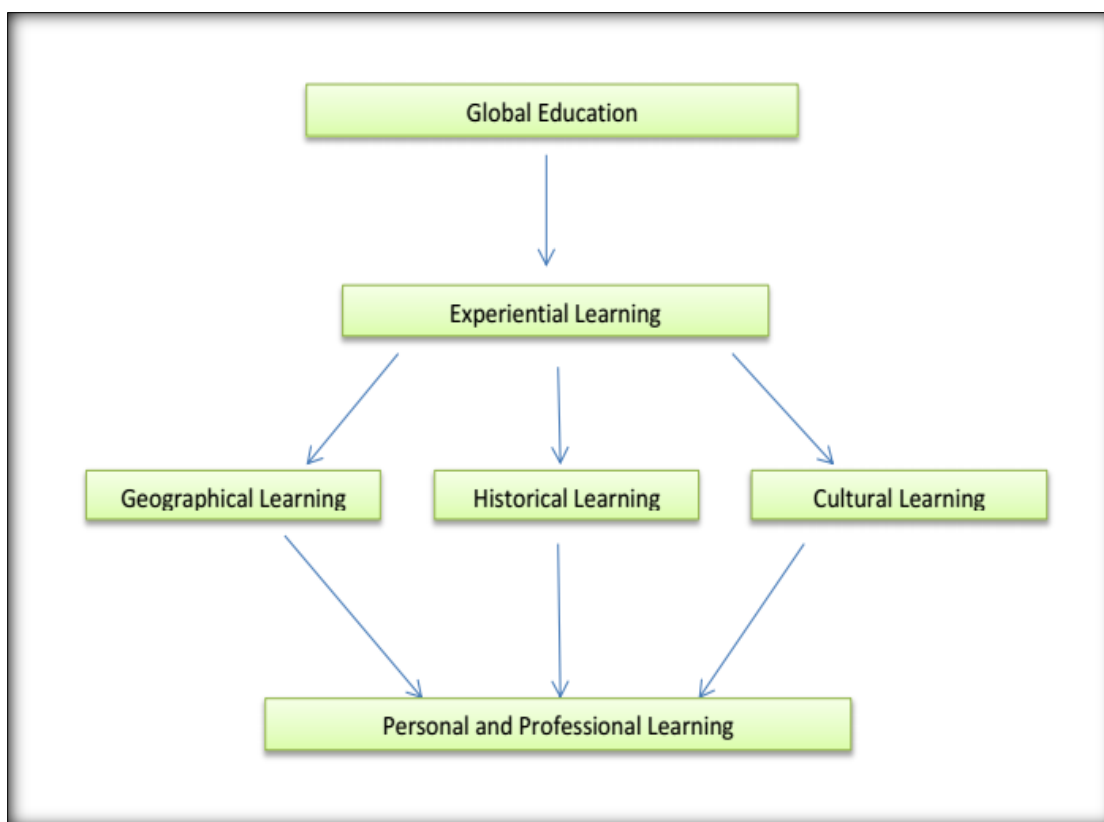 Global Education
Experiential Learning
Geographical Learning
Historical Learning
Cultural Learning
Personal and Professional Learning